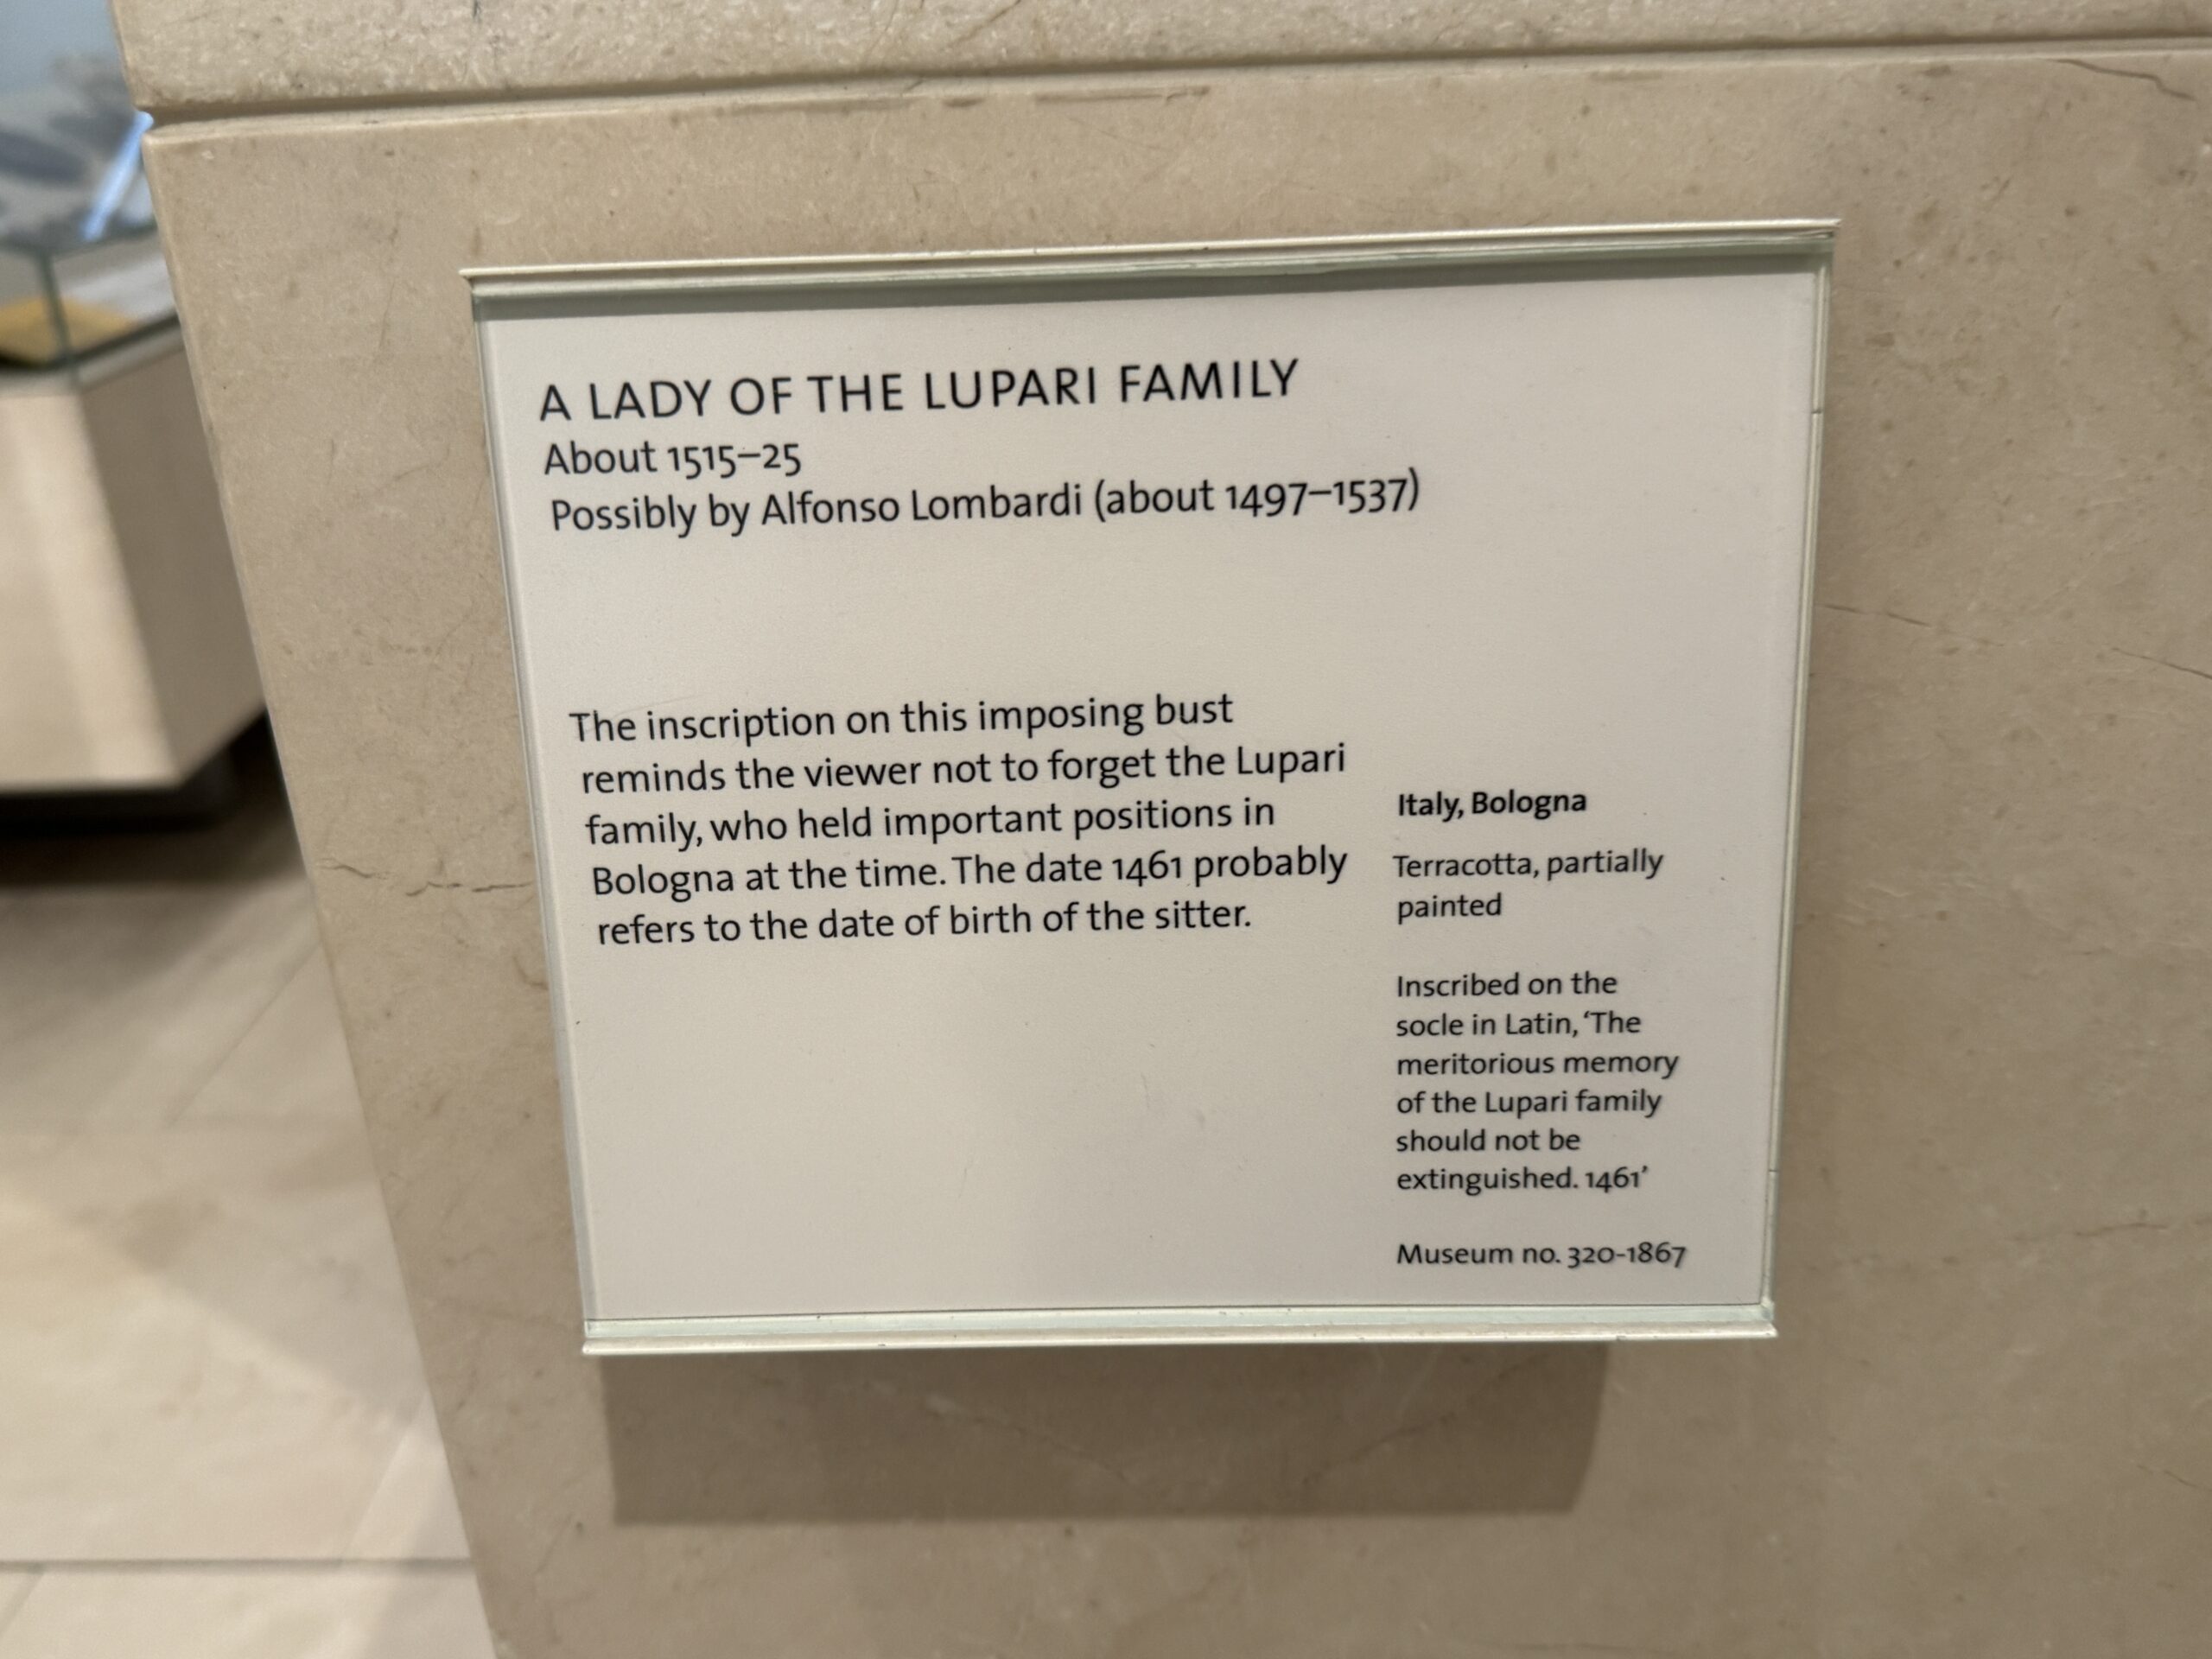 A LADY OF THE LUPARI FAMILY
About 1515–25
Possibly by Alfonso Lombardi (about 1497–1537)
The inscription on this imposing bust
reminds the viewer not to forget the Lupari
family, who held important positions in
Bologna at the time. The date 1461 probably
refers to the date of birth of the sitter.
Italy, Bologna
Terracotta, partially
painted
Inscribed on the
socle in Latin, ‘The
meritorious memory
of the Lupari family
should not be
extinguished. 1461’
Museum no. 320-1867